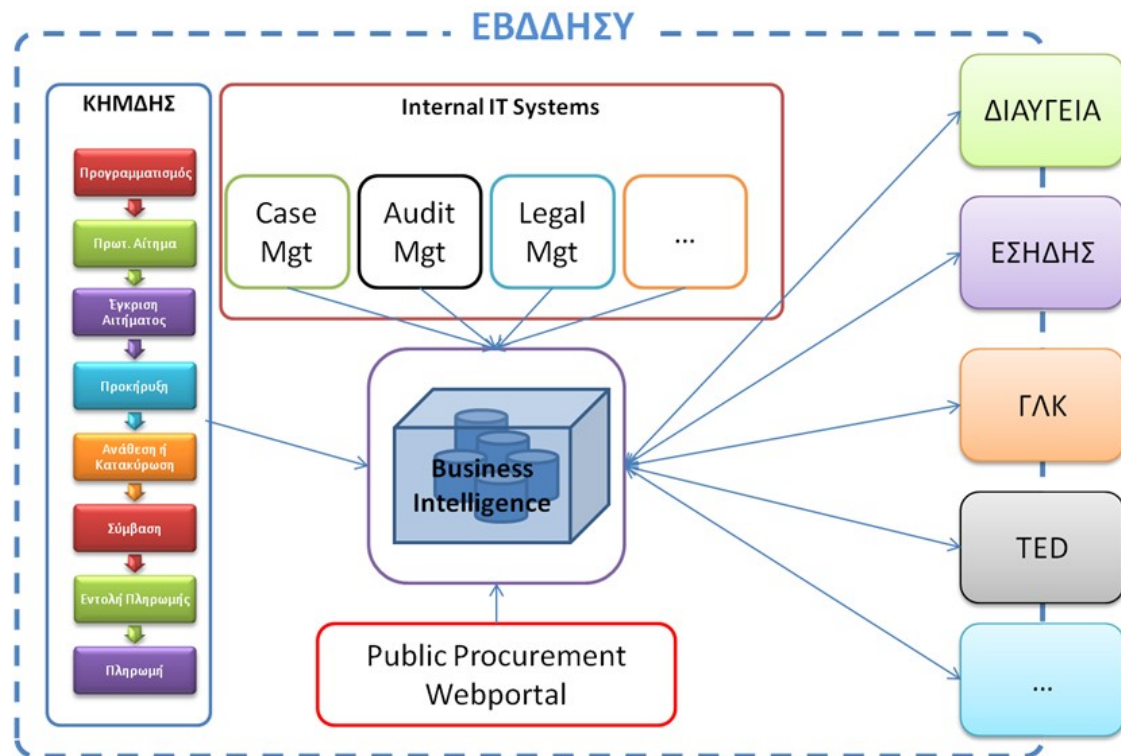 ΕΒΔΔΗΣΥ
ΚΗΜΔΗΣ
Προγραμματισμός
Πρωτ. Αίτημα
Έγκριση
Αιτήματος
Προκήρυξη
Ανάθεση ή
Κατακύρωση
Σύμβαση
Εντολή Πληρωμής
Πληρωμή
Internal IT Systems
Case
Mgt
Audit
Mgt
Legal
Mgt
...
Business
Intelligence
Public Procurement
Webportal
ΔΙΑΥΓΕΙΑ
ΕΣΗΔΗΣ
ΓΛΚ
TED
...